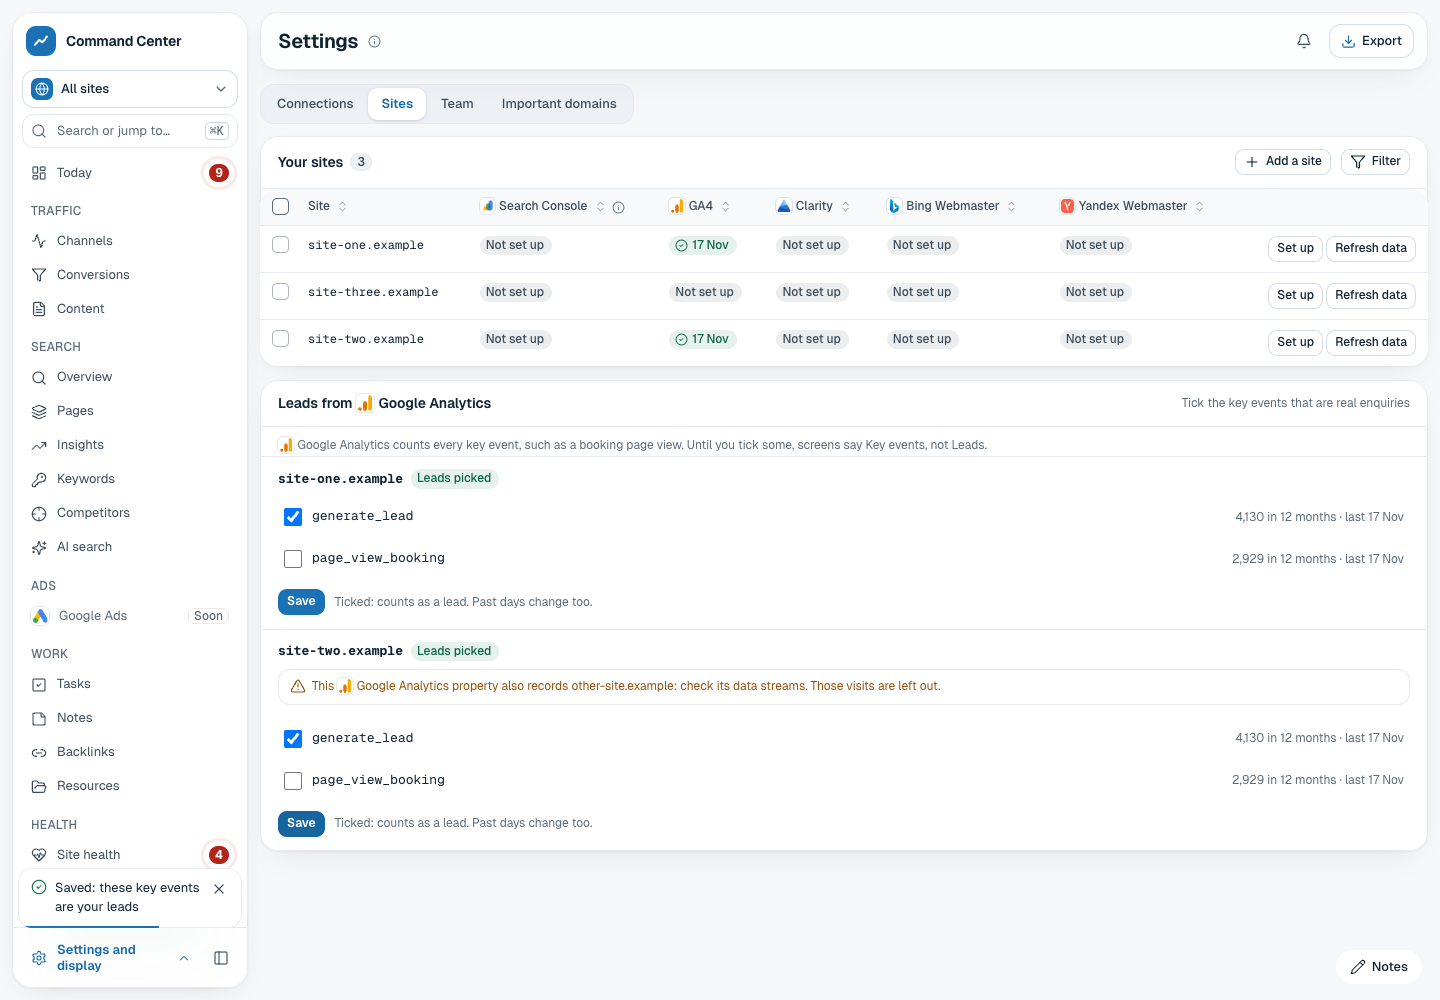 Command Center
All sites
Search or jump to... ⌘K
Today 9
TRAFFIC
Channels
Conversions
Content
SEARCH
Overview
Pages
Insights
Keywords
Competitors
AI search
ADS
Google Ads Soon
WORK
Tasks
Notes
Backlinks
Resources
HEALTH
Site health 4
Saved: these key events
are your leads
Settings and
display
Settings
Export
Connections Sites Team Important domains
Your sites 3
Add a site Filter
Site Search Console GA4 Clarity Bing Webmaster Yandex Webmaster
site-one.example Not set up 17 Nov Not set up Not set up Not set up Set up Refresh data
site-three.example Not set up Not set up Not set up Not set up Not set up Set up Refresh data
site-two.example Not set up 17 Nov Not set up Not set up Not set up Set up Refresh data
Leads from Google Analytics Tick the key events that are real enquiries
Google Analytics counts every key event, such as a booking page view. Until you tick some, screens say Key events, not Leads.
site-one.example Leads picked
generate_lead 4,130 in 12 months · last 17 Nov
page_view_booking 2,929 in 12 months · last 17 Nov
Save Ticked: counts as a lead. Past days change too.
site-two.example Leads picked
This Google Analytics property also records other-site.example: check its data streams. Those visits are left out.
generate_lead 4,130 in 12 months · last 17 Nov
page_view_booking 2,929 in 12 months · last 17 Nov
Save Ticked: counts as a lead. Past days change too.
Notes